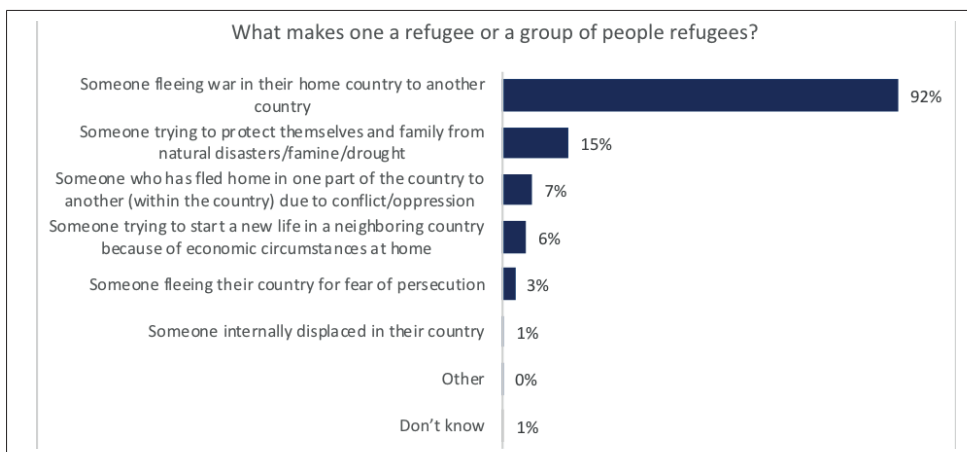 What makes one a refugee or a group of people refugees?
Someone fleeing war in their home country to another
country
92%
Someone trying to protect themselves and family from
natural disasters/famine/drought
15%
Someone who has fled home in one part of the country to
another (within the country) due to conflict/oppression
7%
Someone trying to start a new life in a neighboring country
because of economic circumstances at home
6%
Someone fleeing their country for fear of persecution
3%
Someone internally displaced in their country
1%
Other
0%
Don't know
1%